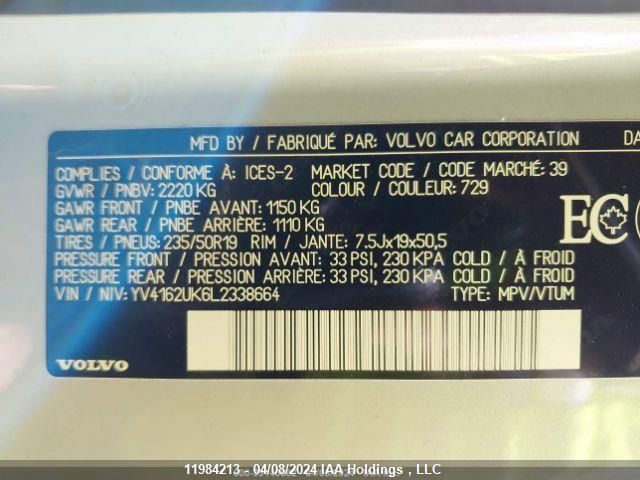 MFD BY / FABRIQUÉ PAR: VOLVO CAR CORPORATION DA
COMPLIES / CONFORME À: ICES-2 MARKET CODE / CODE MARCHÉ: 39
GVWR / PNBV: 2220 KG COLOUR / COULEUR: 729
GAWR FRONT / PNBE AVANT: 1150 KG
GAWR REAR / PNBE ARRIÈRE: 1110 KG
EC
TIRES / PNEUS: 235/50R19 RIM / JANTE: 7.5Jx19x50,5
PRESSURE FRONT / PRESSION AVANT: 33 PSI, 230 KPA COLD / À FROID
PRESSURE REAR / PRESSION ARRIÈRE: 33 PSI, 230 KPA COLD / À FROID
VIN / NIV: YV4162UK6L2338664 TYPE: MPV/VTUM
VOLVO
11984213 - 04/08/2024 IAA Holdings , LLC